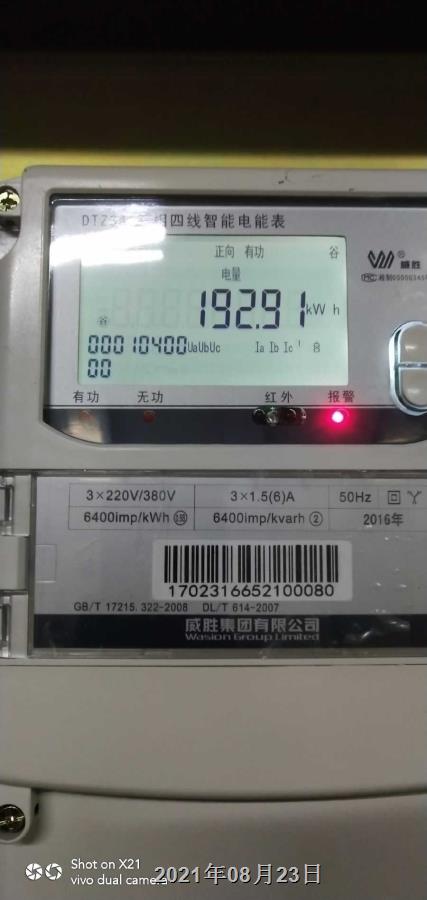 三相四线智能电能表
正向 有功 谷
电量
威胜
192.91 kWh
谷
00010400 UaUbUc Ia Ib Ic
00
有功 无功 红外 报警
3×220V/380V 3×1.5(6)A 50Hz
6400imp/kWh 6400imp/kvarh ② 2016年
1702316652100080
GB/T 17215.322-2008 DL/T 614-2007
威胜集团有限公司
Wasion Group Limited
Shot on X21
vivo dual camera
2021年08月23日